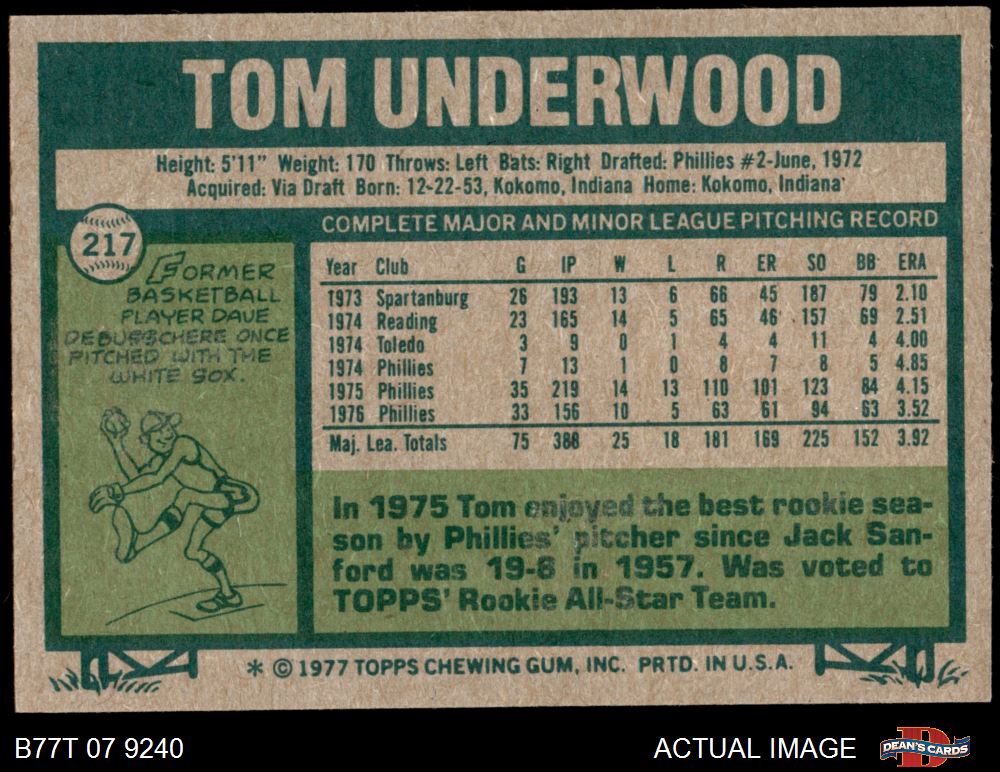 TOM UNDERWOOD
Height: 5'11" Weight: 170 Throws: Left Bats: Right Drafted: Phillies #2-June, 1972
Acquired: Via Draft Born: 12-22-53, Kokomo, Indiana Home: Kokomo, Indiana
217
FORMER
BASKETBALL
PLAYER DAVE
DEBUSSCHERE ONCE
PITCHED WITH THE
WHITE SOX.
COMPLETE MAJOR AND MINOR LEAGUE PITCHING RECORD
Year Club G IP W L R ER SO BB ERA
1973 Spartanburg 26 193 13 6 66 45 187 79 2.10
1974 Reading 23 165 14 5 65 46 157 69 2.51
1974 Toledo 3 9 0 1 4 4 11 4 4.00
1974 Phillies 7 13 1 0 8 7 8 5 4.85
1975 Phillies 35 219 14 13 110 101 123 84 4.15
1976 Phillies 33 156 10 5 63 61 94 63 3.52
Maj. Lea. Totals 75 388 25 18 181 169 225 152 3.92
In 1975 Tom enjoyed the best rookie sea-
son by Phillies' pitcher since Jack San-
ford was 19-8 in 1957. Was voted to
TOPPS' Rookie All-Star Team.
* © 1977 TOPPS CHEWING GUM, INC. PRTD. IN U.S.A.
B77T 07 9240
ACTUAL IMAGE
D
DEAN'S CARDS